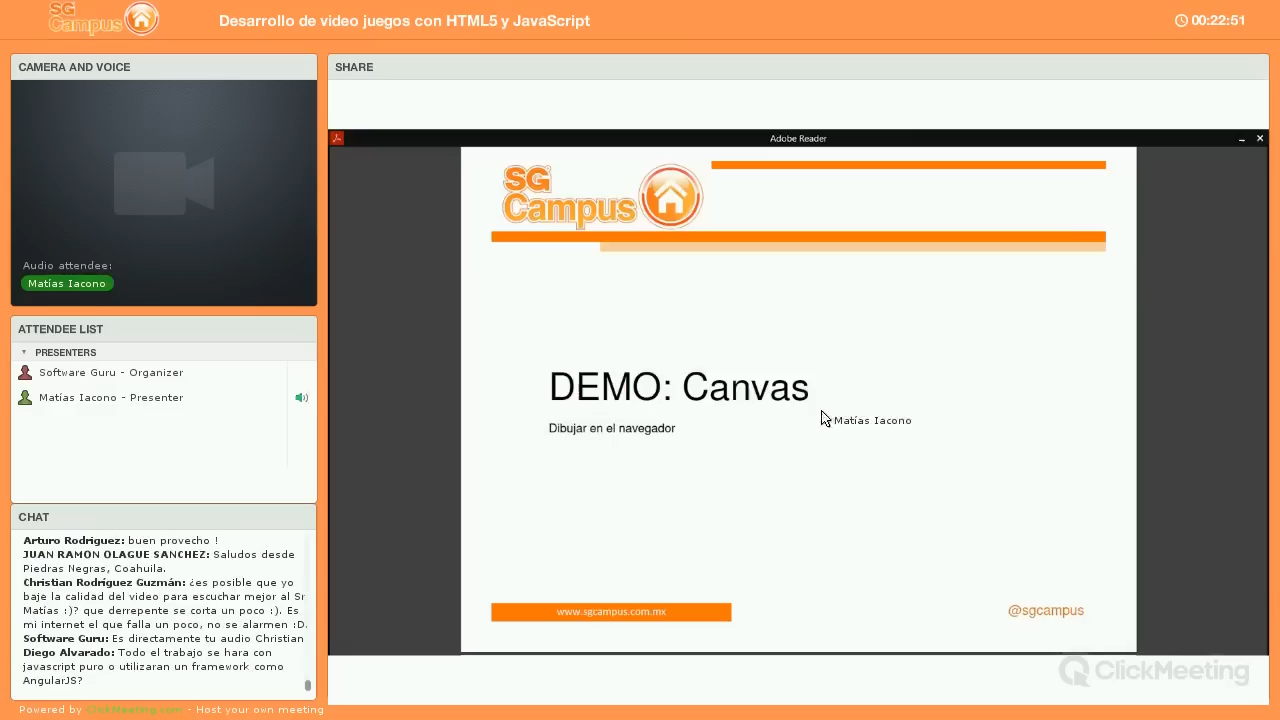 SG
Campus
Desarrollo de video juegos con HTML5 y JavaScript
00:22:51
CAMERA AND VOICE
Audio attendee:
Matías Iacono
ATTENDEE LIST
PRESENTERS
Software Guru - Organizer
Matías Iacono - Presenter
CHAT
Arturo Rodriguez: buen provecho !
JUAN RAMON OLAGUE SANCHEZ: Saludos desde
Piedras Negras, Coahuila.
Christian Rodríguez Guzmán: ¿es posible que yo
baje la calidad del video para escuchar mejor al Sr
Matías :)? que derrepente se corta un poco :). Es
mi internet el que falla un poco, no se alarmen :D.
Software Guru: Es directamente tu audio Christian
Diego Alvarado: Todo el trabajo se hara con
javascript puro o utilizaran un framework como
AngularJS?
Powered by ClickMeeting.com - Host your own meeting
SHARE
Adobe Reader
SG
Campus
DEMO: Canvas
Matías Iacono
Dibujar en el navegador
www.sgcampus.com.mx
@sgcampus
ClickMeeting